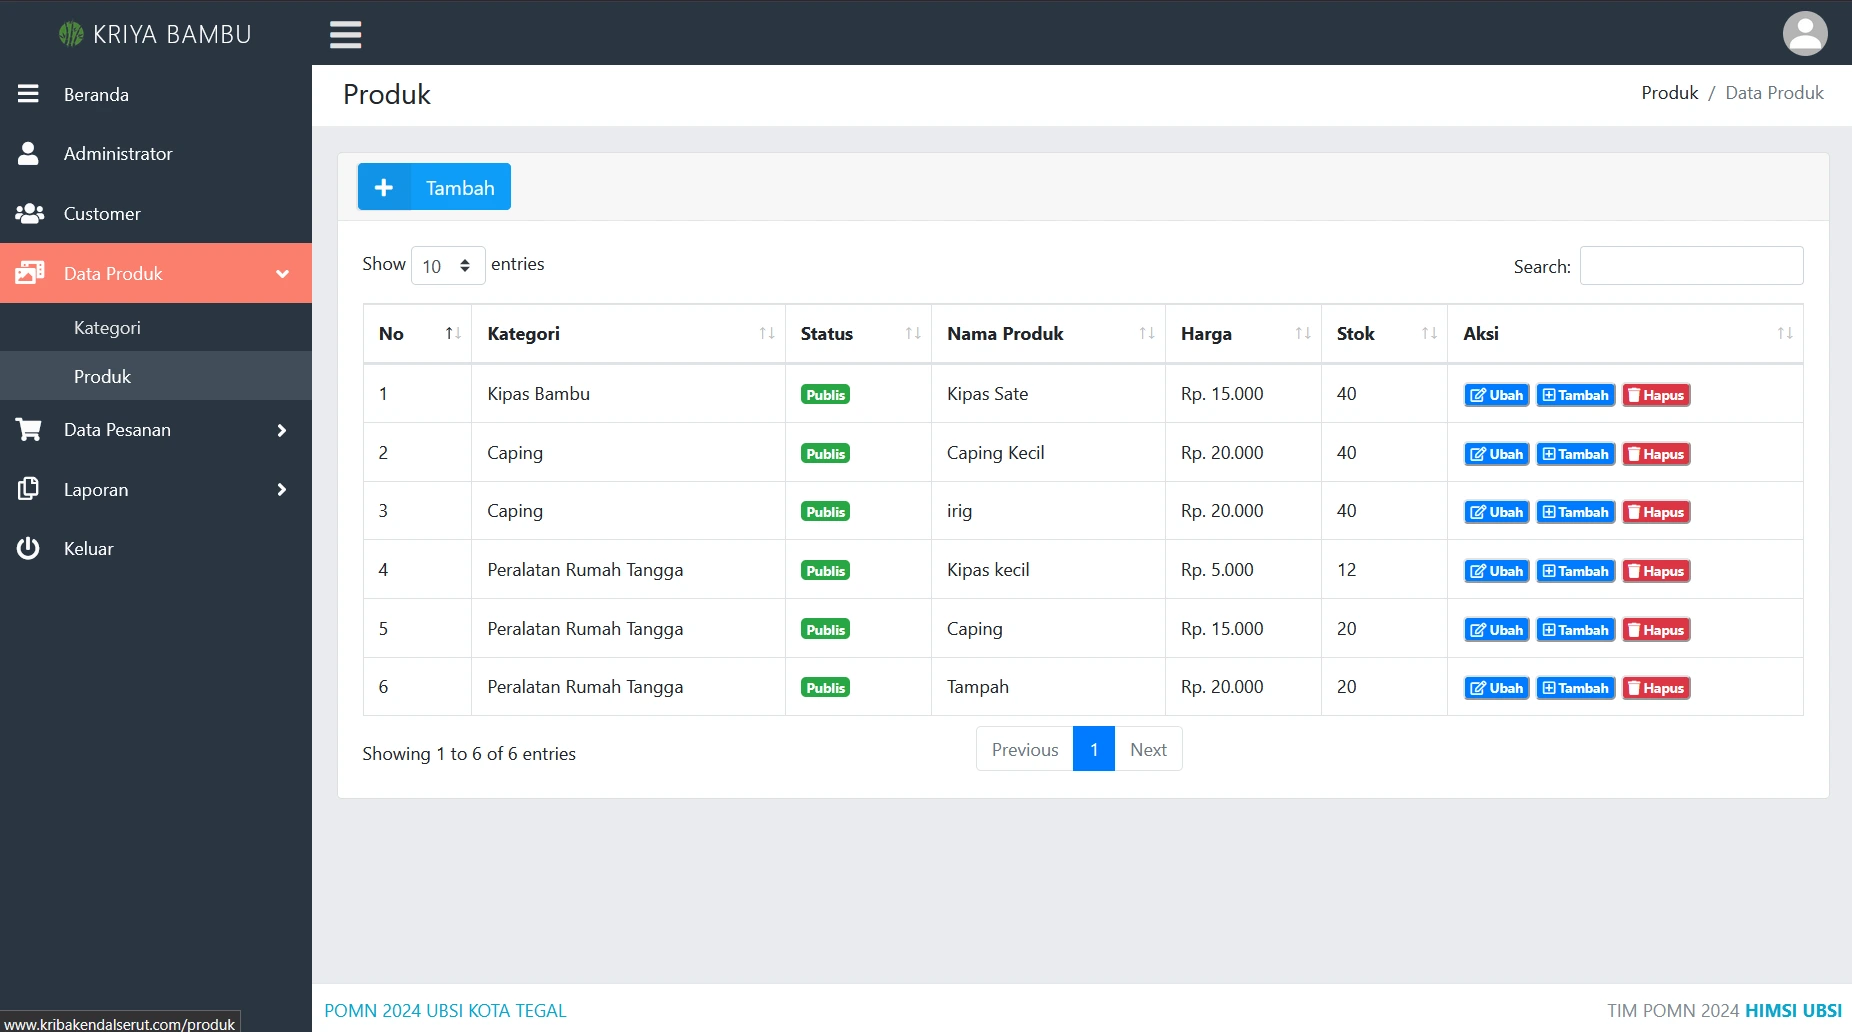 KRIYA BAMBU
Beranda
Administrator
Customer
Data Produk
Kategori
Produk
Data Pesanan
Laporan
Keluar
www.kribakendalserut.com/produk
Produk
Produk / Data Produk
Tambah
Show 10 entries
Search:
No Kategori Status Nama Produk Harga Stok Aksi
1 Kipas Bambu Publis Kipas Sate Rp. 15.000 40 Ubah Tambah Hapus
2 Caping Publis Caping Kecil Rp. 20.000 40 Ubah Tambah Hapus
3 Caping Publis irig Rp. 20.000 40 Ubah Tambah Hapus
4 Peralatan Rumah Tangga Publis Kipas kecil Rp. 5.000 12 Ubah Tambah Hapus
5 Peralatan Rumah Tangga Publis Caping Rp. 15.000 20 Ubah Tambah Hapus
6 Peralatan Rumah Tangga Publis Tampah Rp. 20.000 20 Ubah Tambah Hapus
Showing 1 to 6 of 6 entries
Previous 1 Next
POMN 2024 UBSI KOTA TEGAL
TIM POMN 2024 HIMSI UBSI